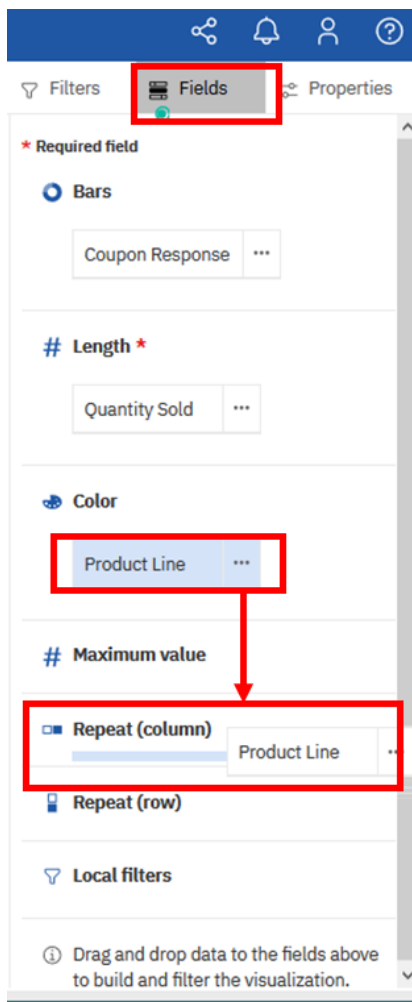 Filters Fields Properties
* Required field
Bars
Coupon Response ...
# Length *
Quantity Sold ...
Color
Product Line ...
# Maximum value
Repeat (column)
Product Line ...
Repeat (row)
Local filters
Drag and drop data to the fields above
to build and filter the visualization.